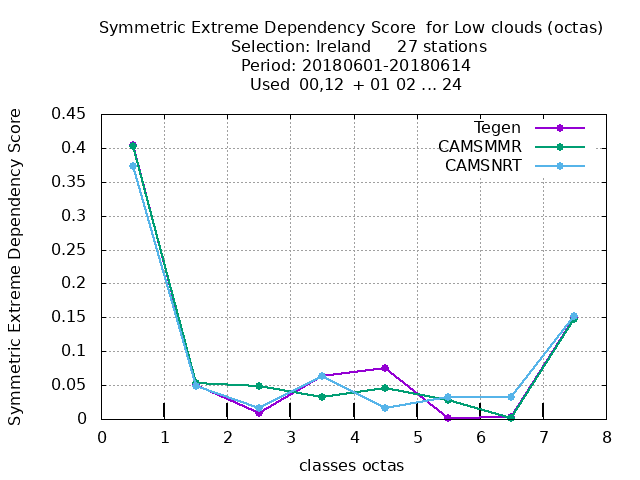 Symmetric Extreme Dependency Score  for Low clouds (octas)
Selection: Ireland     27 stations
Period: 20180601-20180614
Used  00,12  + 01 02 ... 24
Symmetric Extreme Dependency Score
0.45
0.4
0.35
0.3
0.25
0.2
0.15
0.1
0.05
0
Tegen
CAMSMMR
CAMSNRT
0 1 2 3 4 5 6 7 8
classes octas